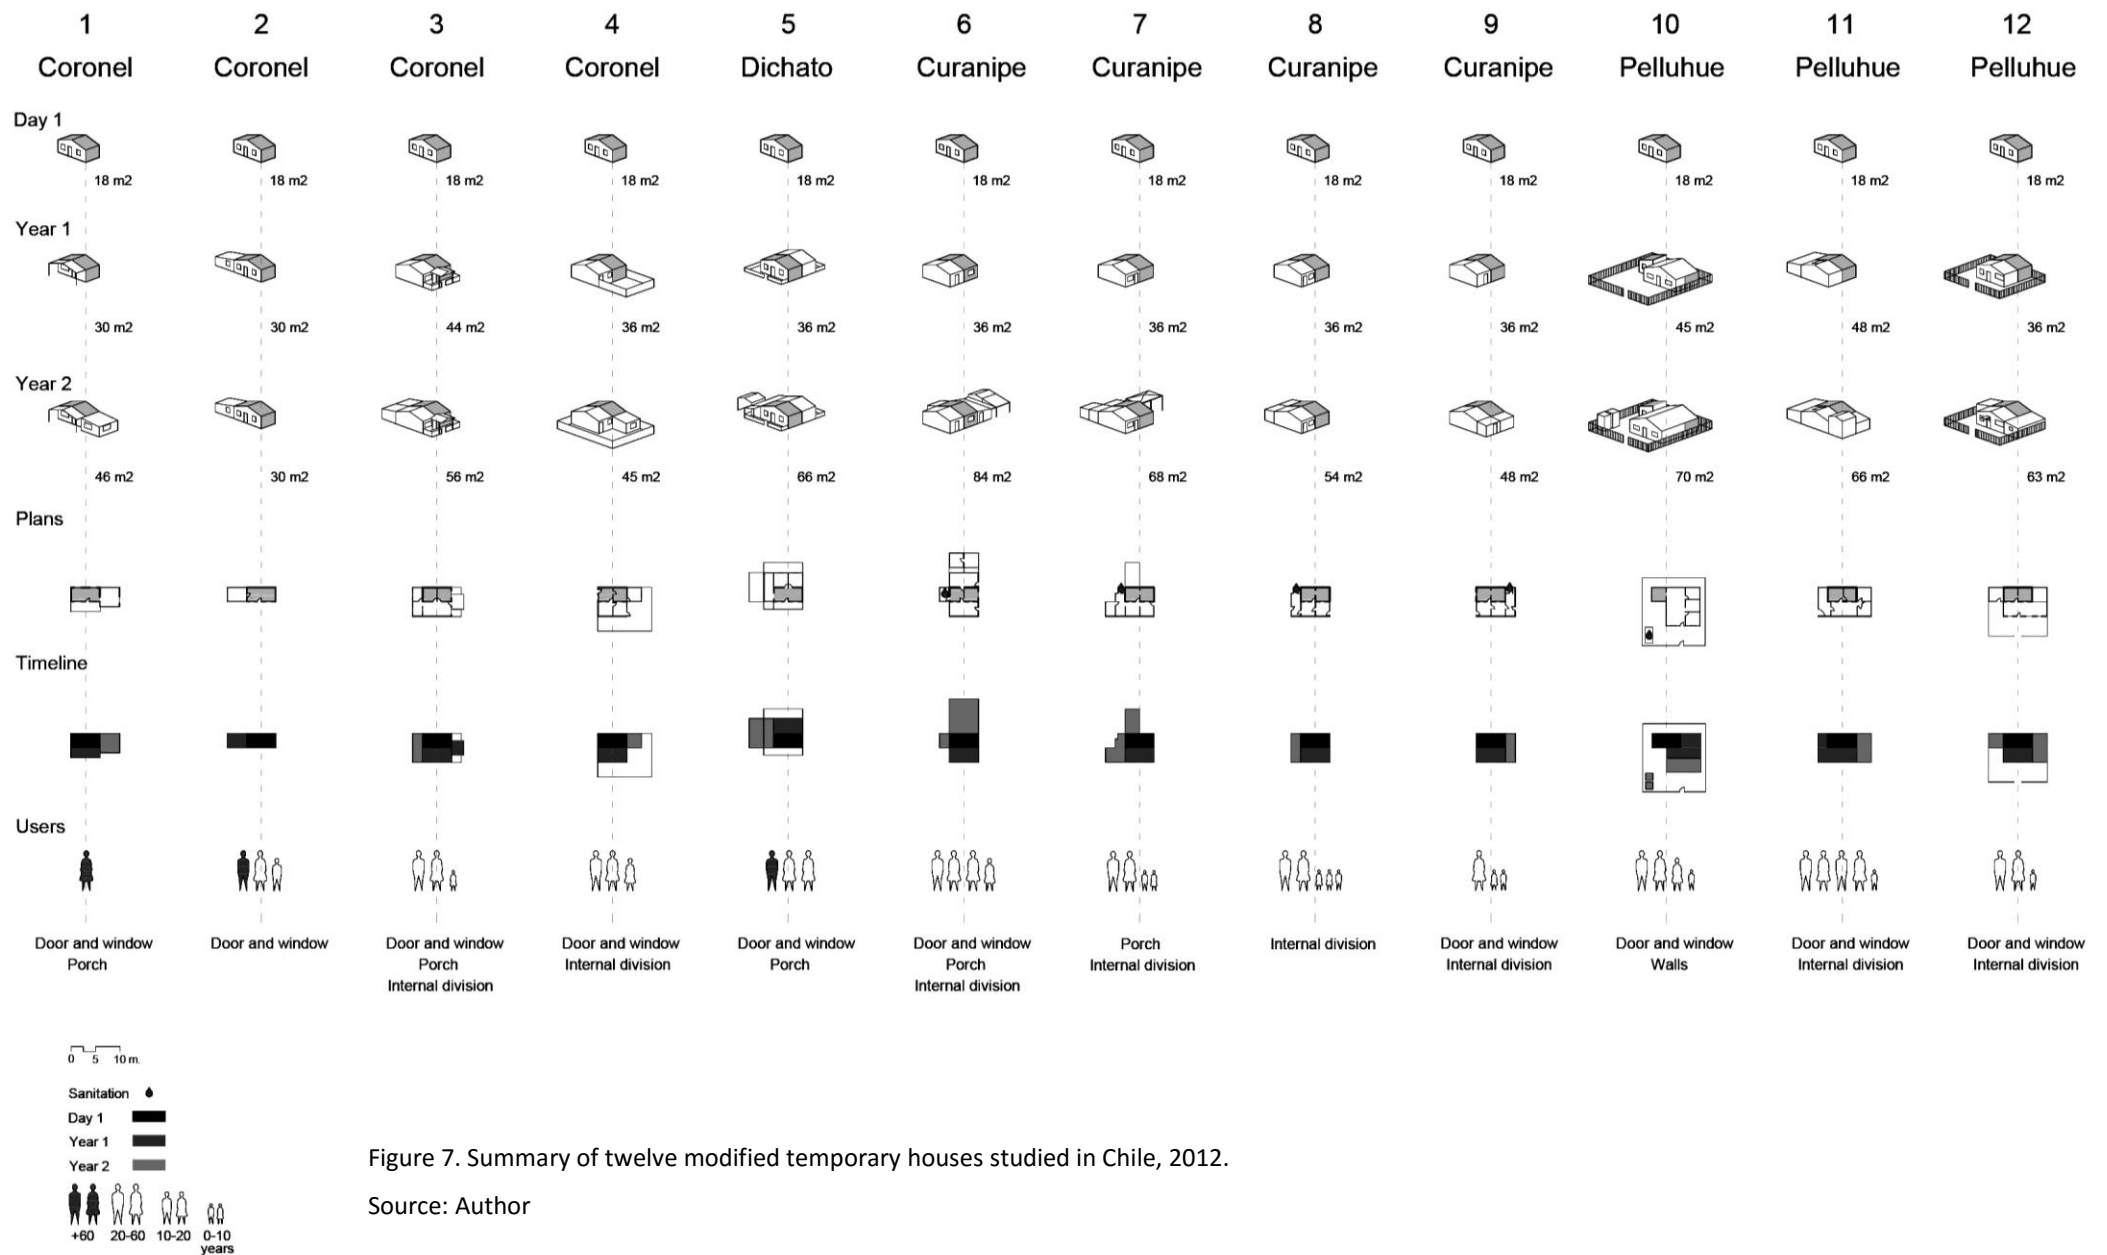 1 2 3 4 5 6 7 8 9 10 11 12
Coronel Coronel Coronel Coronel Dichato Curanipe Curanipe Curanipe Curanipe Pelluhue Pelluhue Pelluhue
Day 1
18 m2 18 m2 18 m2 18 m2 18 m2 18 m2 18 m2 18 m2 18 m2 18 m2 18 m2 18 m2
Year 1
30 m2 30 m2 44 m2 36 m2 36 m2 36 m2 36 m2 36 m2 36 m2 45 m2 48 m2 36 m2
Year 2
46 m2 30 m2 56 m2 45 m2 66 m2 84 m2 68 m2 54 m2 48 m2 70 m2 66 m2 63 m2
Plans
Timeline
Users
Door and window Door and window Door and window Door and window Door and window Door and window Porch Internal division Door and window Door and window Door and window Door and window
Porch Porch Internal division Porch Porch Internal division Internal division Walls Internal division Internal division
Internal division Internal division
0 5 10 m.
Sanitation
Day 1
Year 1
Year 2
+60 20-60 10-20 0-10
years
Figure 7. Summary of twelve modified temporary houses studied in Chile, 2012.
Source: Author